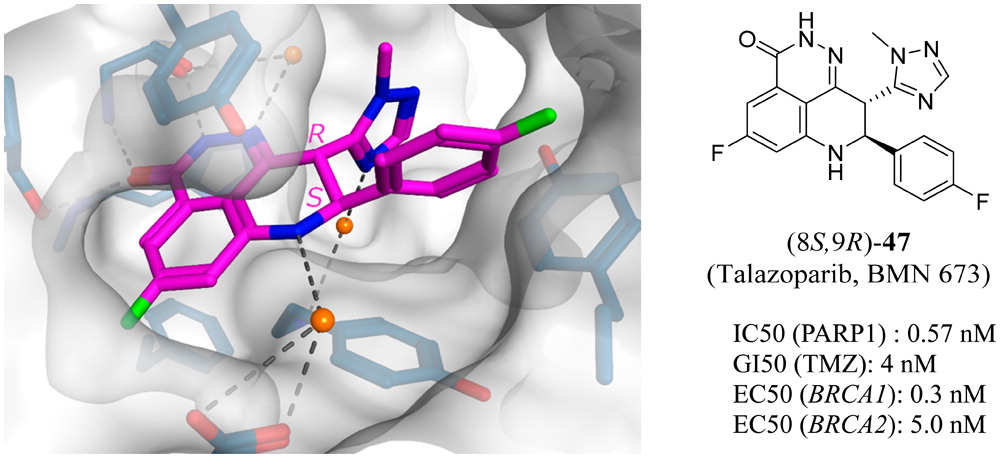 R
S
O
H
N
N
N
N
N
F
N
H
F
(8S,9R)-47
(Talazoparib, BMN 673)
IC50 (PARP1) : 0.57 nM
GI50 (TMZ): 4 nM
EC50 (BRCA1): 0.3 nM
EC50 (BRCA2): 5.0 nM